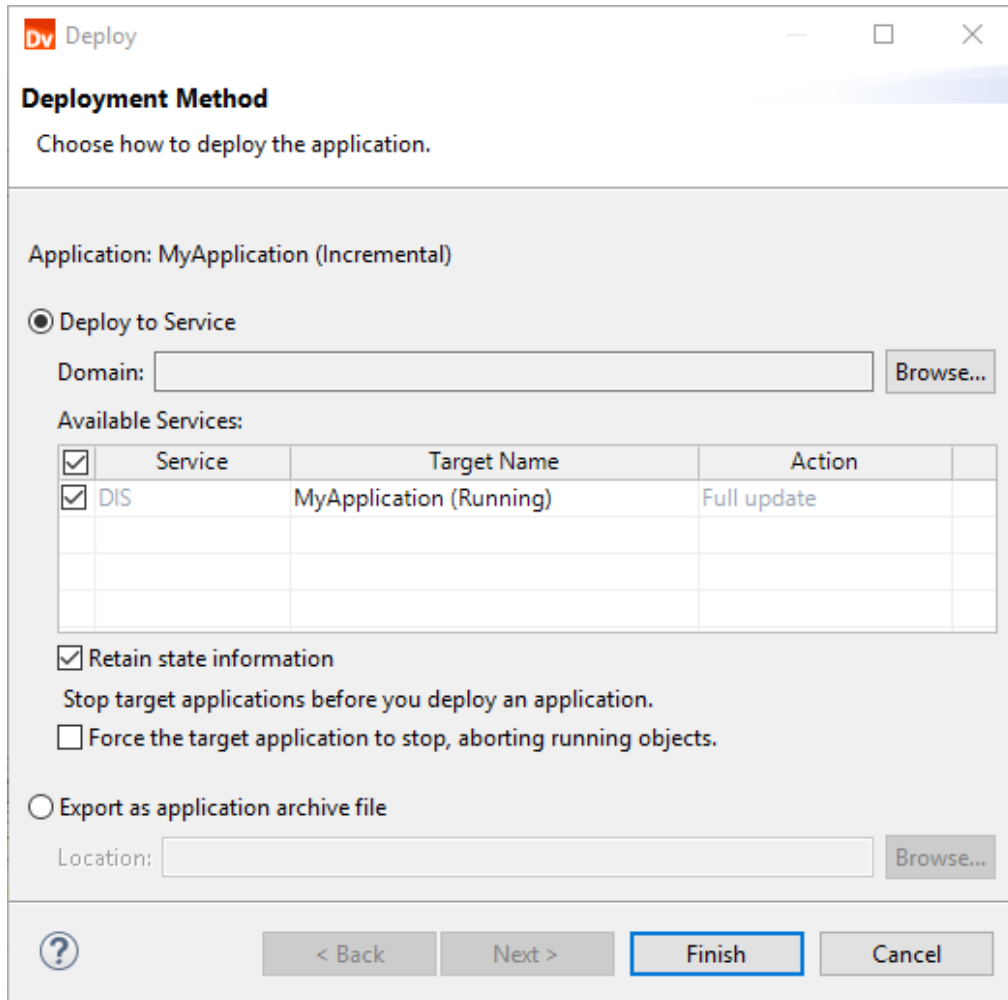 Dv Deploy
Deployment Method
Choose how to deploy the application.
Application: MyApplication (Incremental)
Deploy to Service
Domain: Browse...
Available Services:
Service Target Name Action
DIS MyApplication (Running) Full update
Retain state information
Stop target applications before you deploy an application.
Force the target application to stop, aborting running objects.
Export as application archive file
Location: Browse...
? < Back Next > Finish Cancel